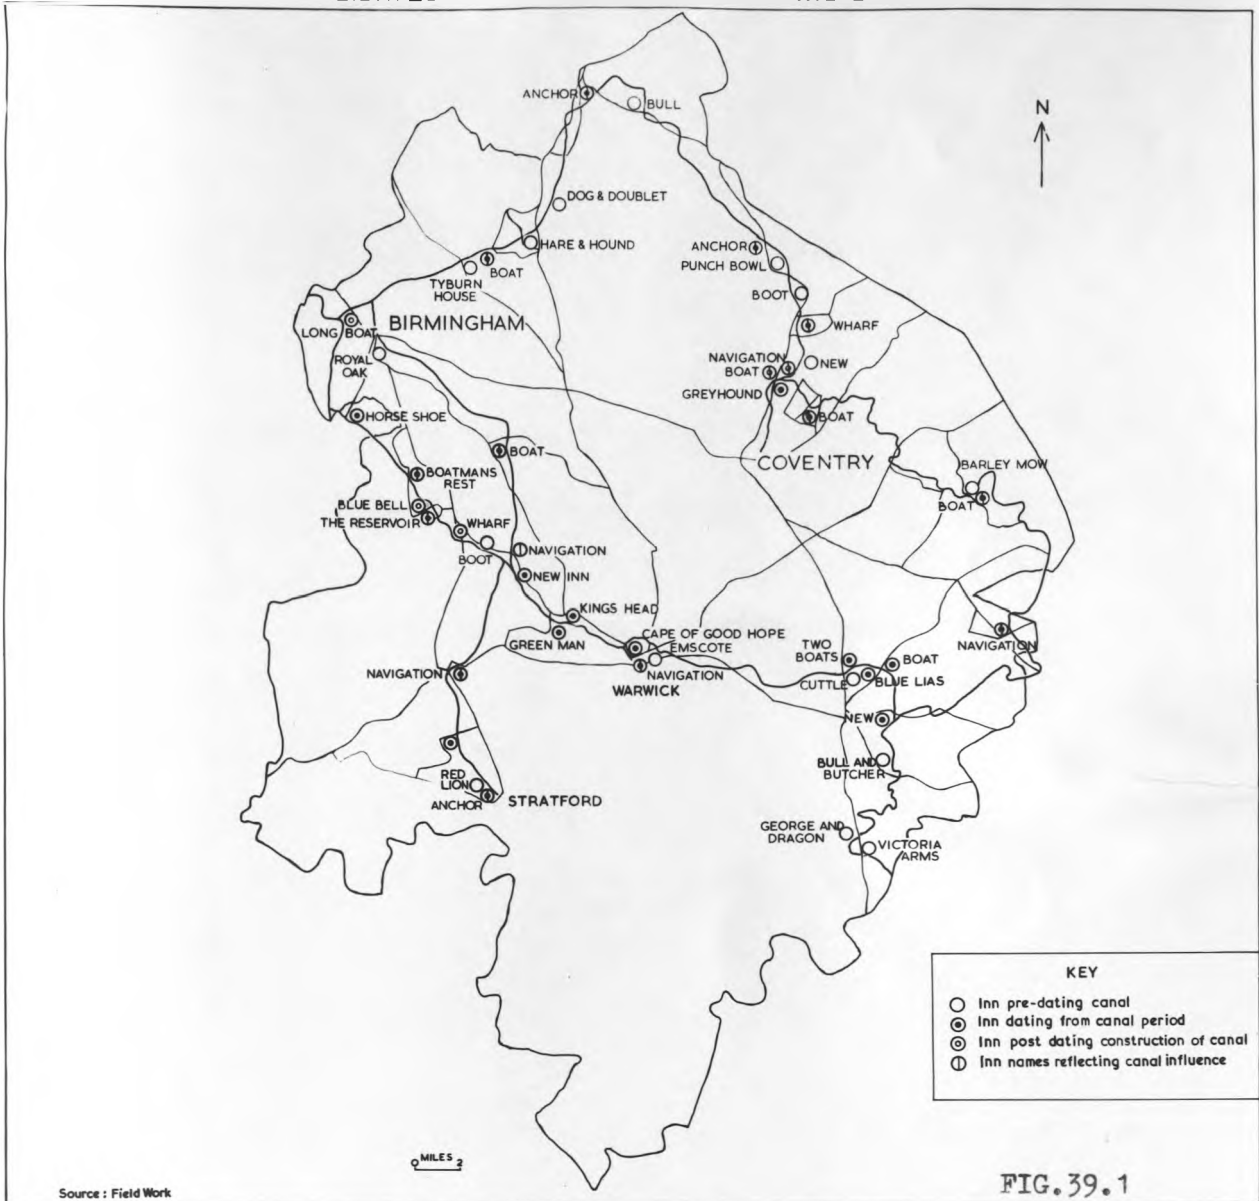 N
ANCHOR
BULL
DOG & DOUBLET
HARE & HOUND
ANCHOR
PUNCH BOWL
BOAT
TYBURN
HOUSE
BOOT
LONG BOAT
BIRMINGHAM
WHARF
ROYAL
OAK
NAVIGATION
BOAT
NEW
GREYHOUND
HORSE SHOE
BOAT
BOAT
COVENTRY
BARLEY MOW
BOATMANS
REST
BOAT
BLUE BELL
THE RESERVOIR
WHARF
BOOT
NAVIGATION
NEW INN
KINGS HEAD
GREEN MAN
CAPE OF GOOD HOPE
EMSCOTE
NAVIGATION
WARWICK
NAVIGATION
TWO
BOATS
BOAT
CUTTLE
BLUE LIAS
NAVIGATION
NEW
BULL AND
BUTCHER
RED
LION
ANCHOR
STRATFORD
GEORGE AND
DRAGON
VICTORIA
ARMS
KEY
Inn pre-dating canal
Inn dating from canal period
Inn post dating construction of canal
Inn names reflecting canal influence
0 MILES 2
Source : Field Work
FIG.39.1